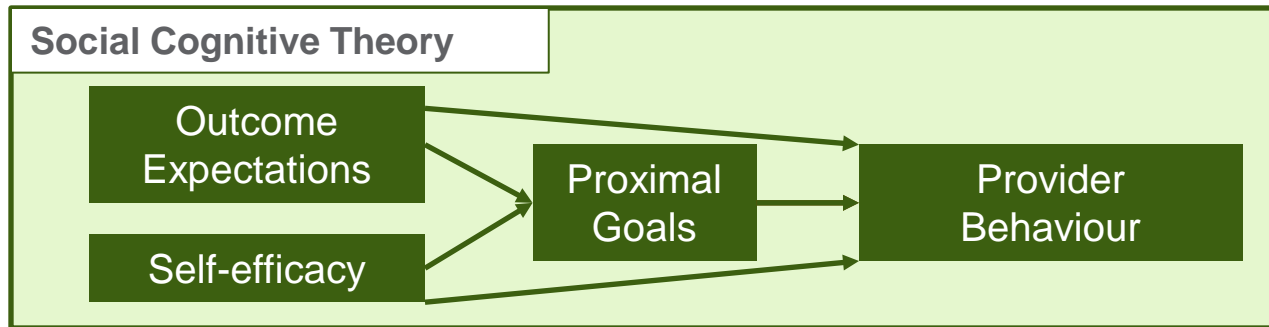 Social Cognitive Theory
Outcome
Expectations
Self-efficacy
Proximal
Goals
Provider
Behaviour